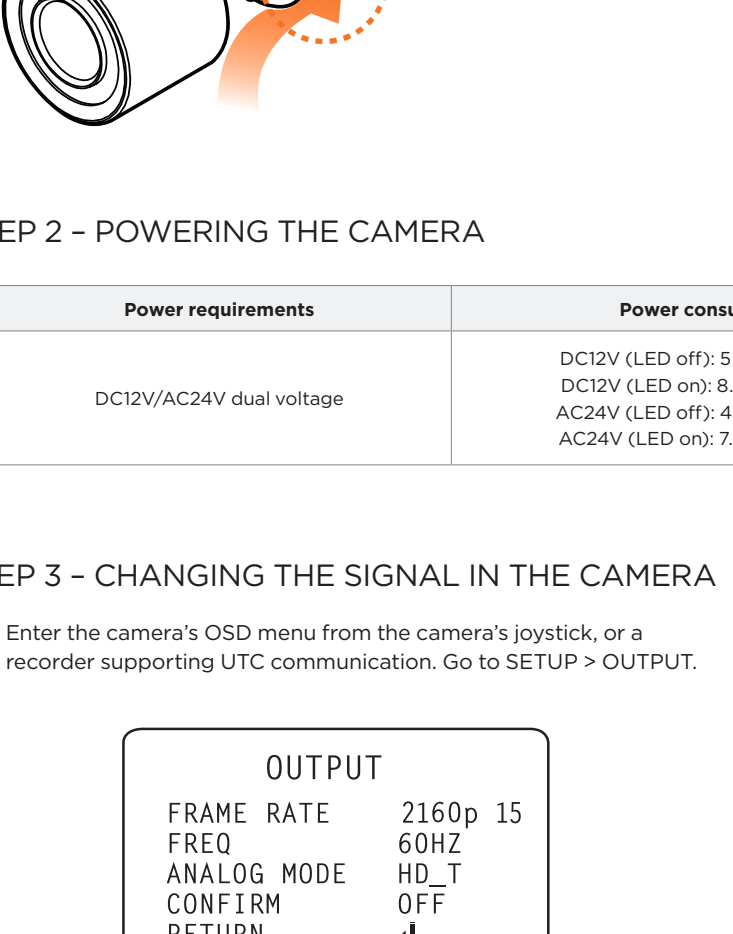 EP 2 – POWERING THE CAMERA
Power requirements
Power consu
DC12V/AC24V dual voltage
DC12V (LED off): 5
DC12V (LED on): 8.
AC24V (LED off): 4
AC24V (LED on): 7.
EP 3 – CHANGING THE SIGNAL IN THE CAMERA
Enter the camera’s OSD menu from the camera’s joystick, or a
recorder supporting UTC communication. Go to SETUP > OUTPUT.
OUTPUT
FRAME RATE 2160p 15
FREQ 60HZ
ANALOG MODE HD_T
CONFIRM OFF
RETURN